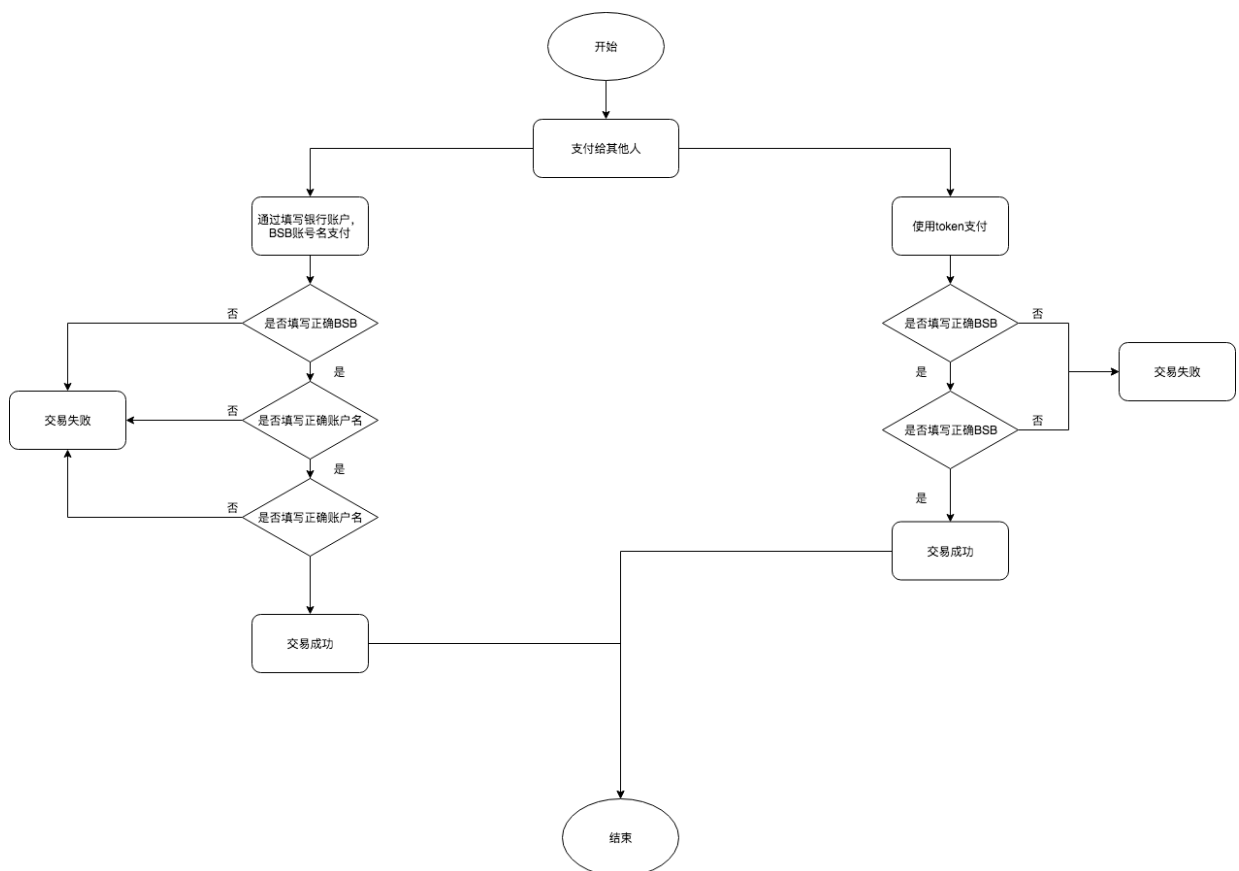 开始
支付给其他人
通过填写银行账户，
BSB账号名支付
使用token支付
否
是否填写正确BSB
是否填写正确BSB
否
是
是
交易失败
交易失败
否
是否填写正确账户名
是否填写正确BSB
否
是
否
是否填写正确账户名
是
交易成功
交易成功
结束